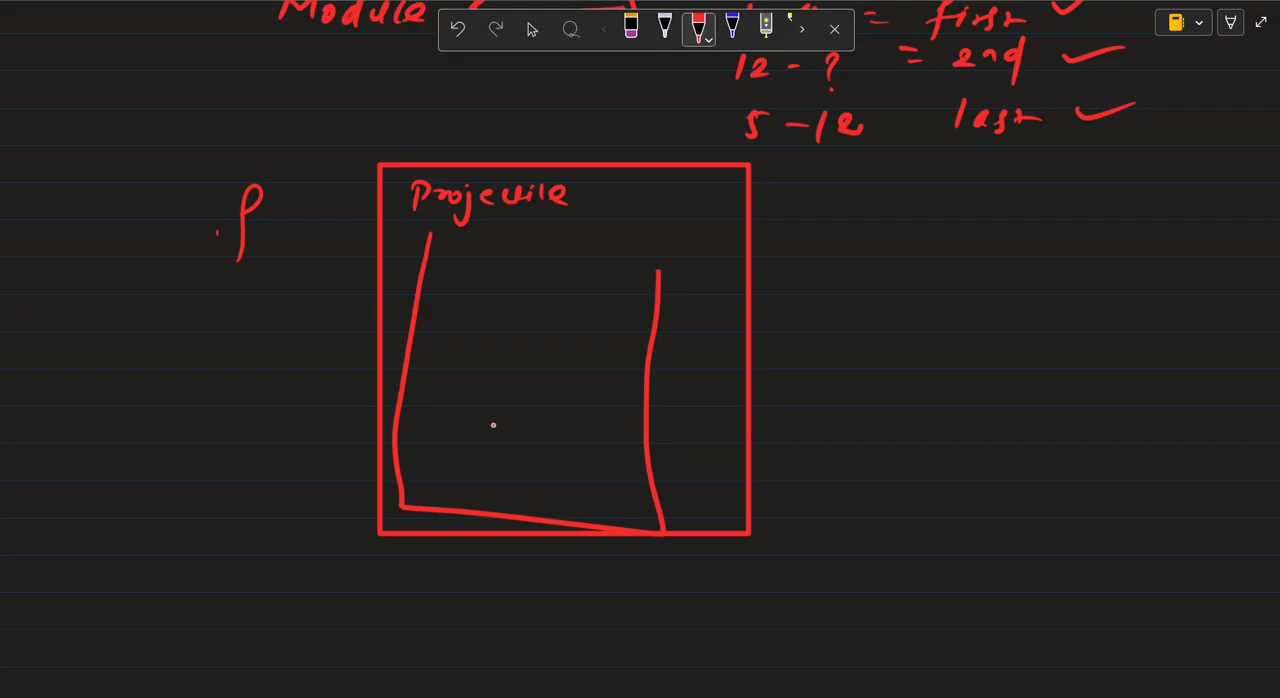 Module
= first
12 - ? = 2nd
5 - 12 last
Projectile